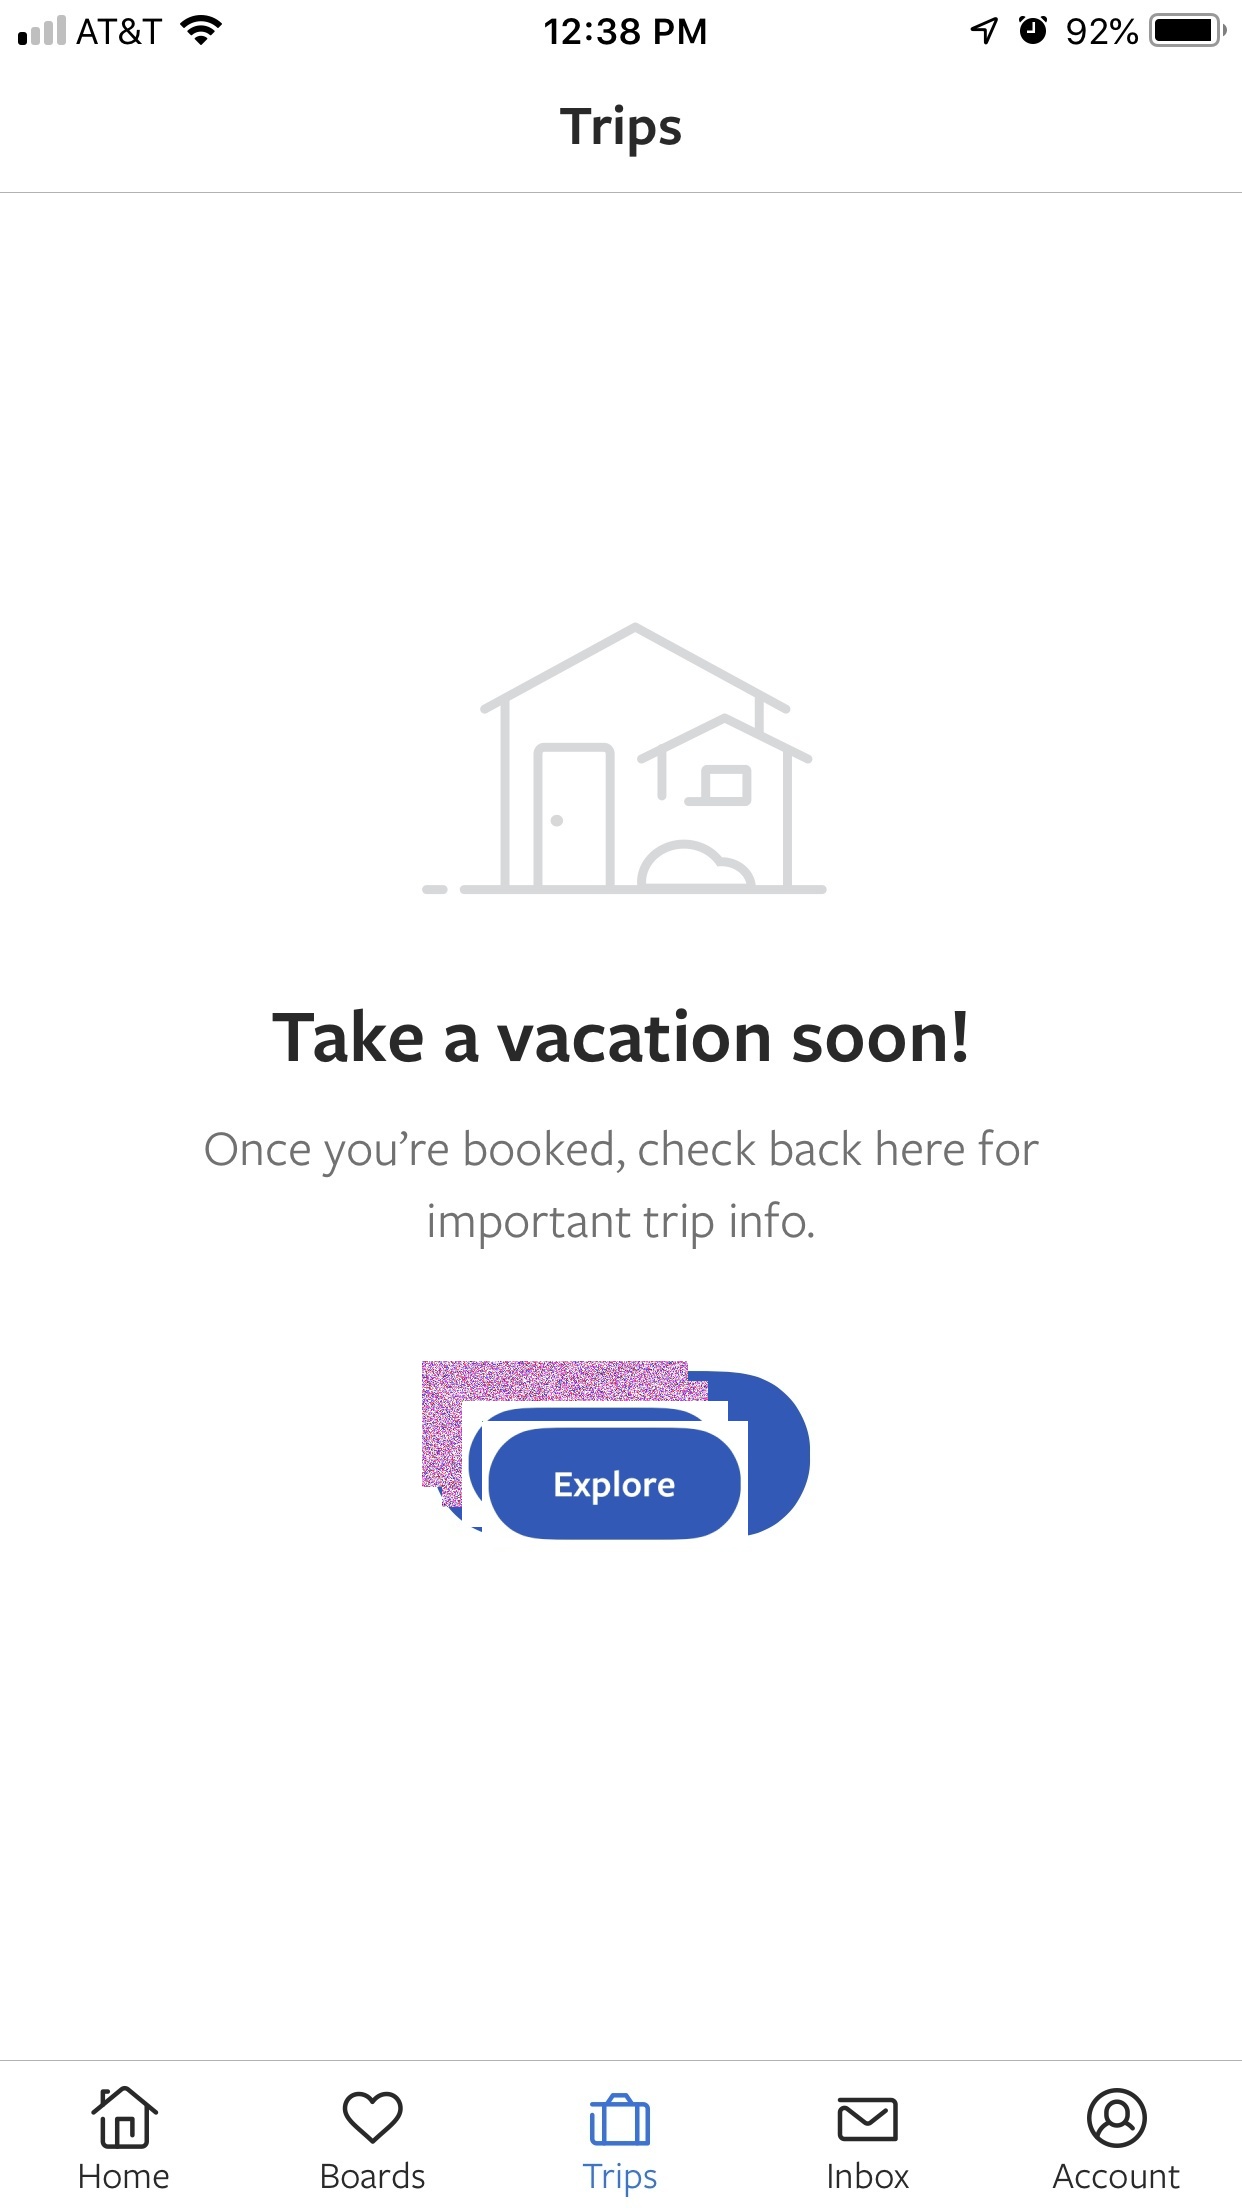 AT&T 12:38 PM 92%
Trips
Take a vacation soon!
Once you’re booked, check back here for
important trip info.
Explore
Home Boards Trips Inbox Account